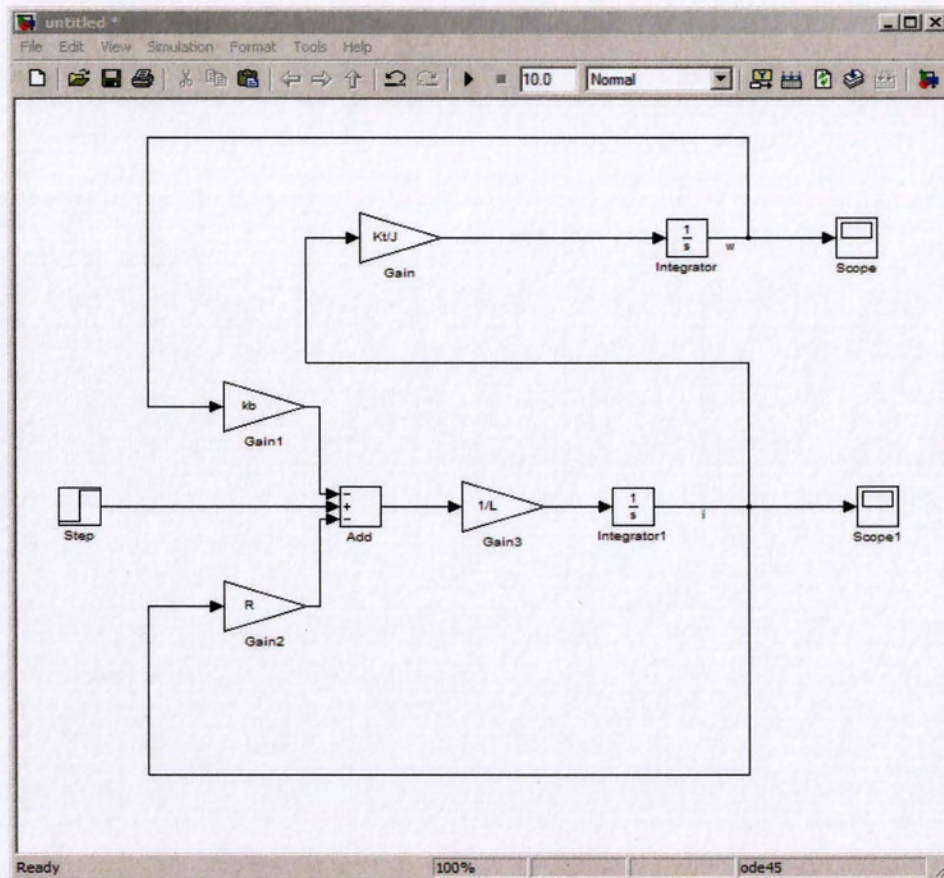 untitled *
File Edit View Simulation Format Tools Help
10.0 Normal
Kt/J
Gain
1
s
Integrator
w
Scope
kb
Gain1
Step
- + -
Add
1/L
Gain3
1
s
Integrator1
i
Scope1
R
Gain2
Ready 100% ode45